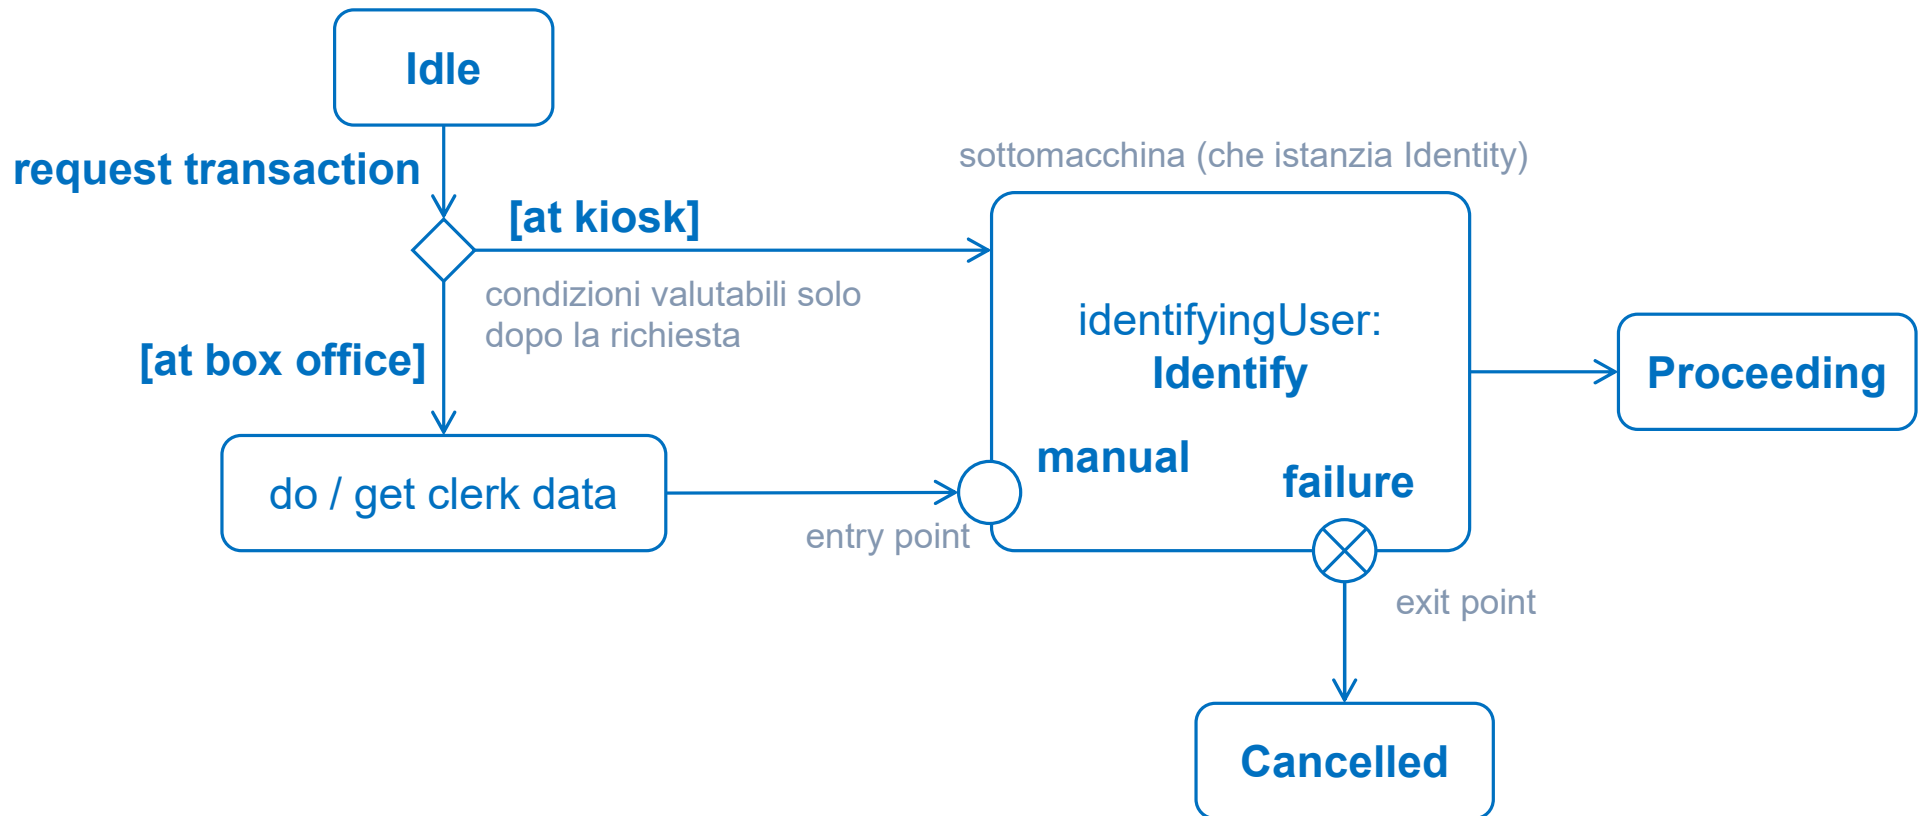 Idle
request transaction
sottomacchina (che istanzia Identity)
[at kiosk]
condizioni valutabili solo
dopo la richiesta
[at box office]
identifyingUser:
Identify
Proceeding
manual
failure
do / get clerk data
entry point
exit point
Cancelled